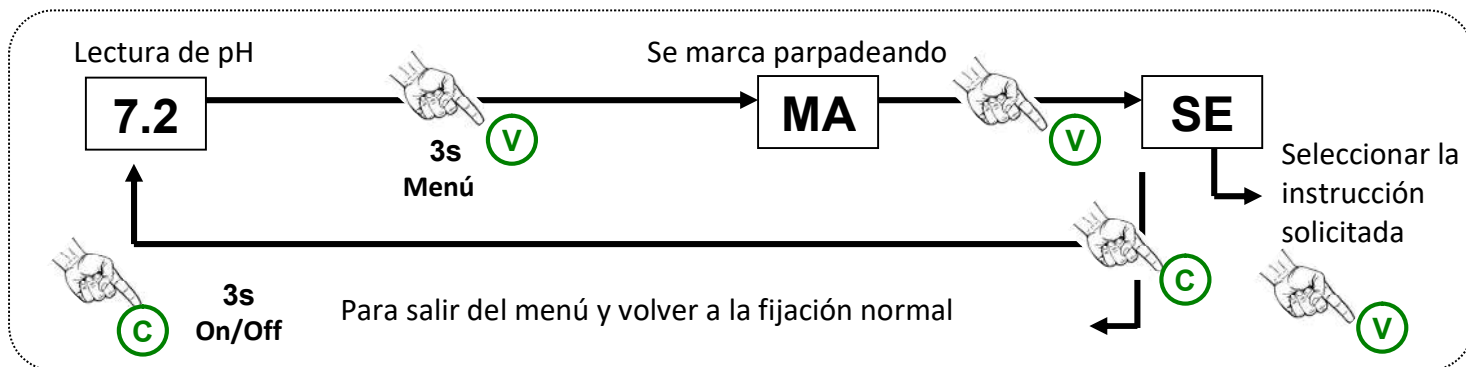 Lectura de pH
Se marca parpadeando
7.2
MA
SE
V
V
3s
Menú
Seleccionar la
instrucción
solicitada
C
C
3s
On/Off
Para salir del menú y volver a la fijación normal
V